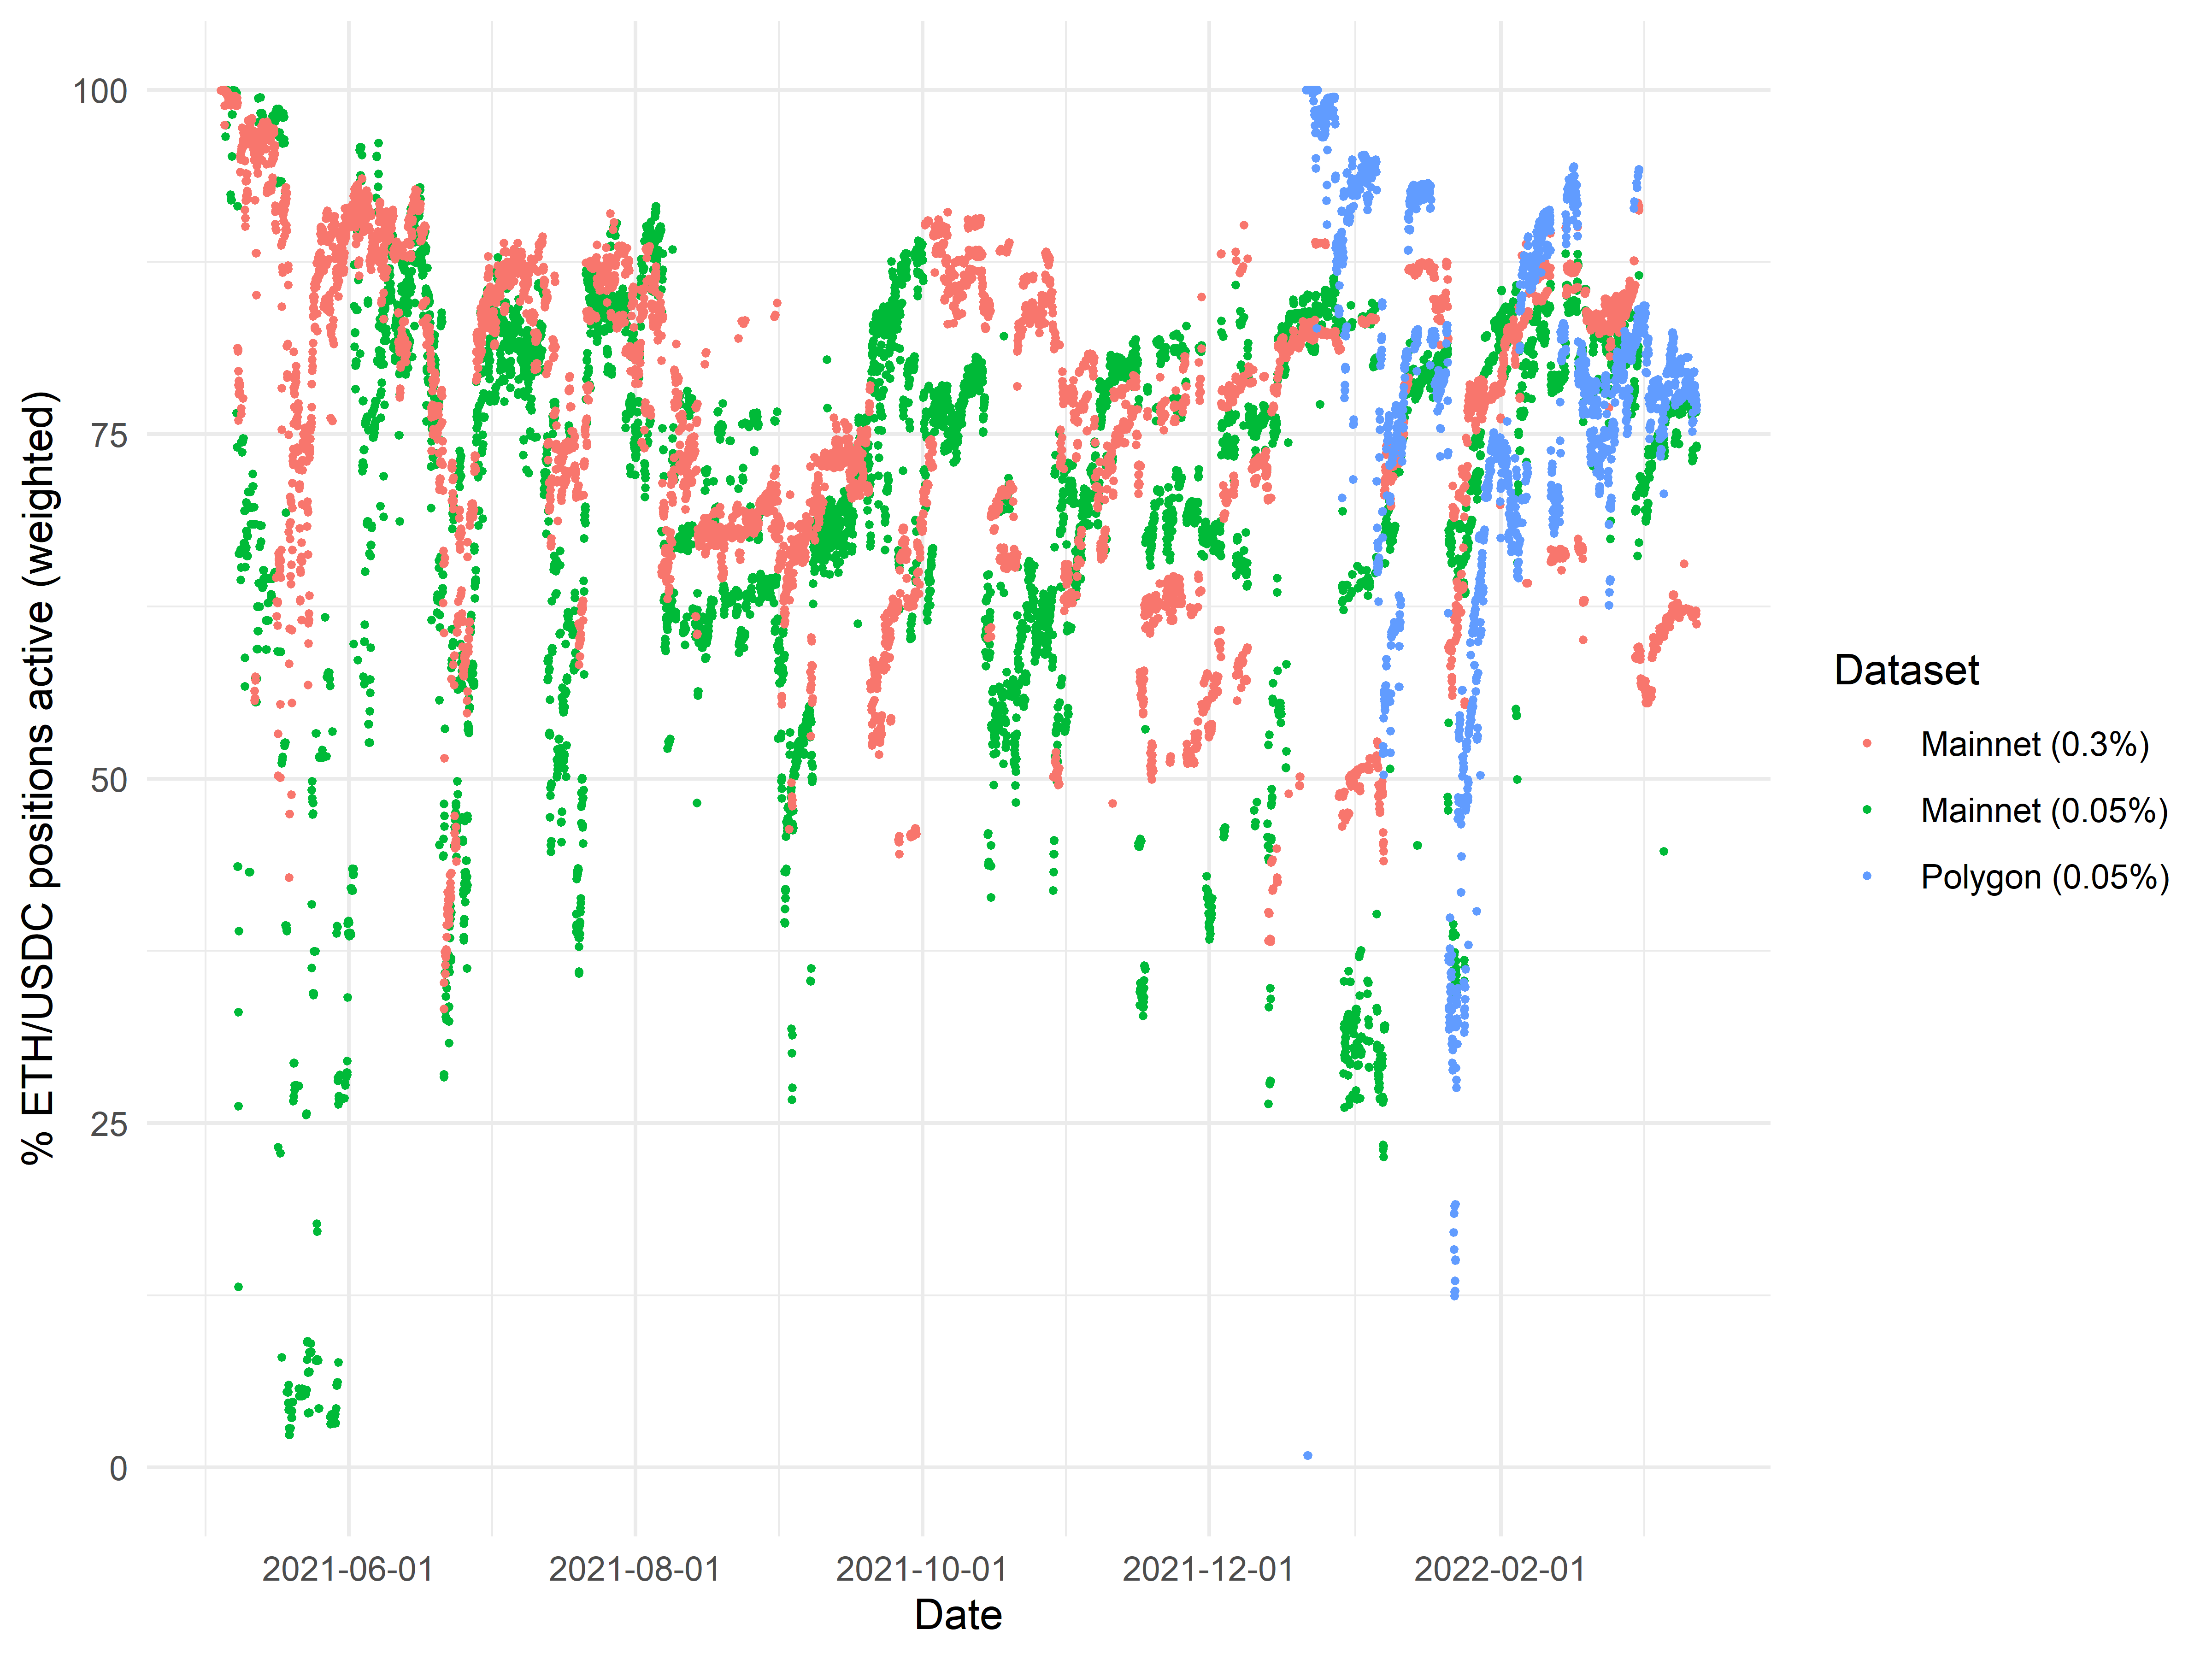 % ETH/USDC positions active (weighted)
100
75
50
25
0
2021-06-01
2021-08-01
2021-10-01
2021-12-01
2022-02-01
Date
Dataset
Mainnet (0.3%)
Mainnet (0.05%)
Polygon (0.05%)